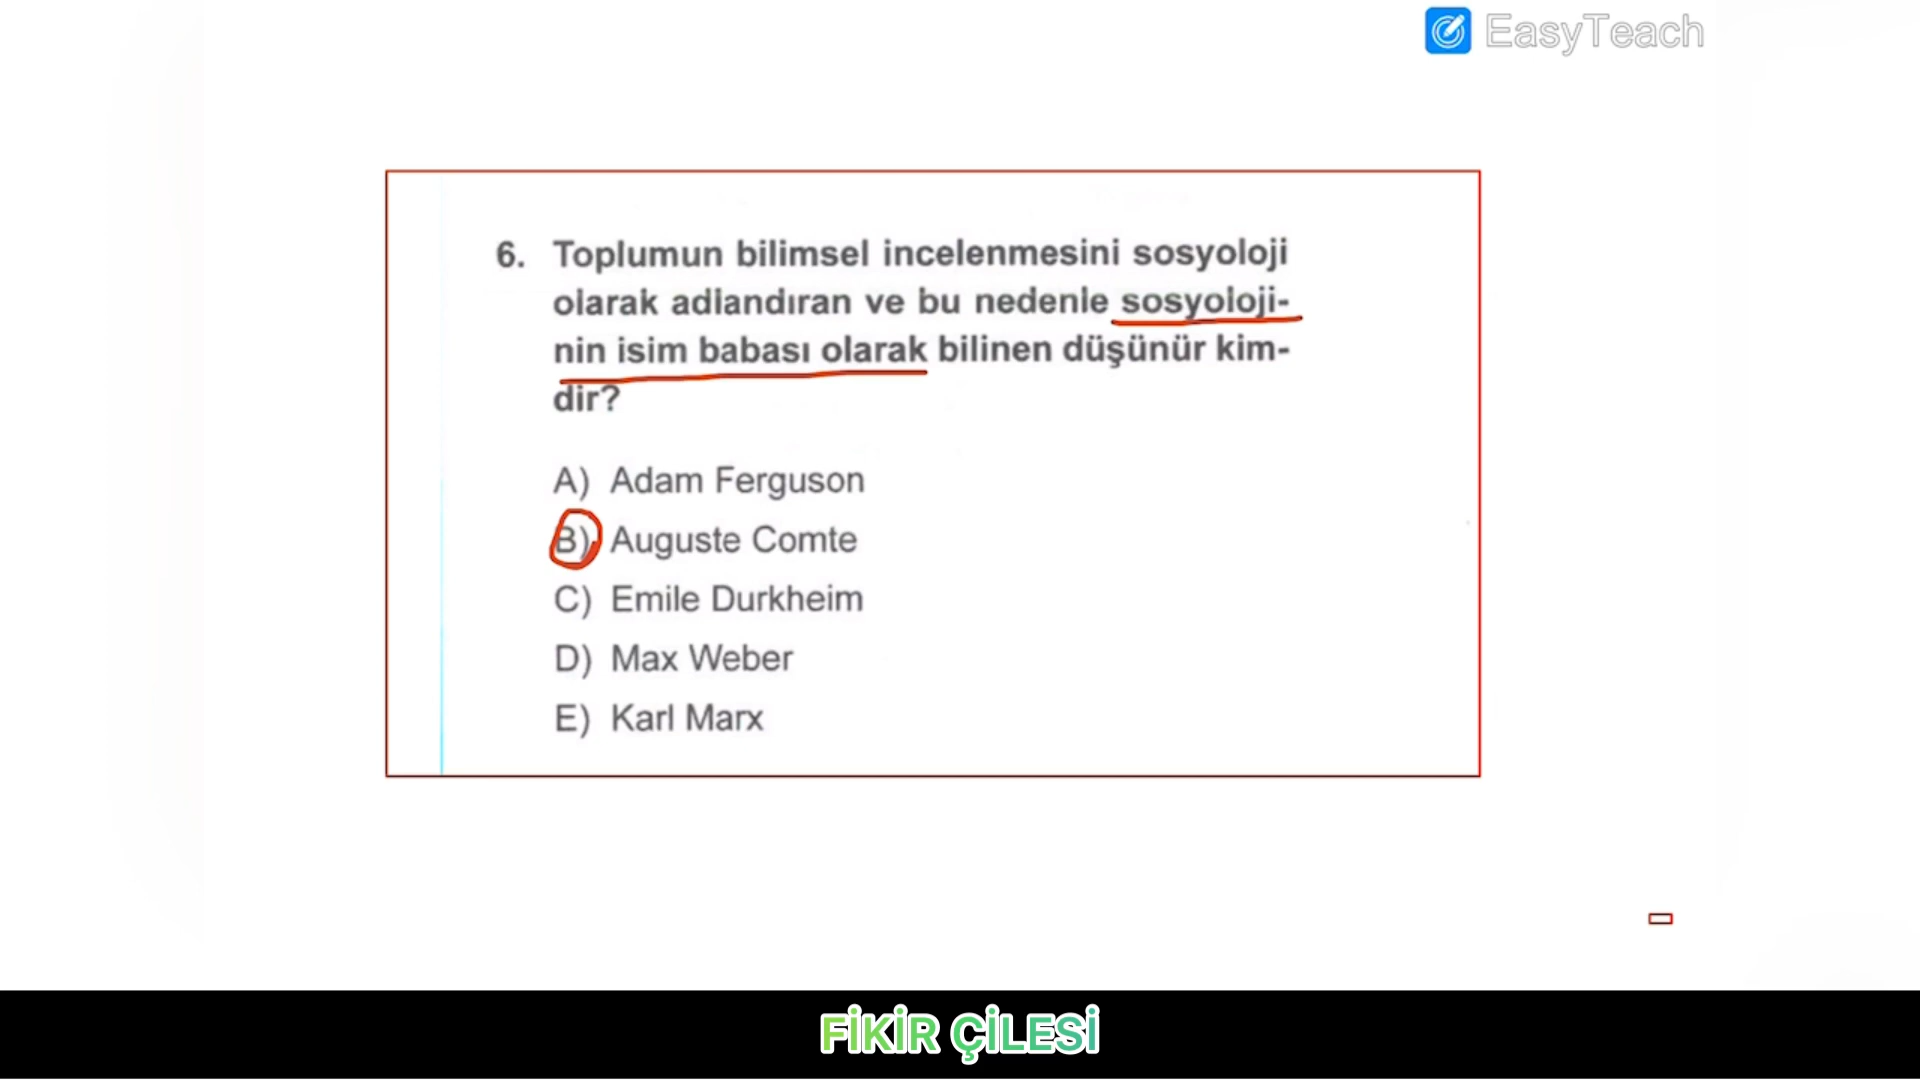 EasyTeach
6. Toplumun bilimsel incelenmesini sosyoloji
olarak adlandıran ve bu nedenle sosyoloji-
nin isim babası olarak bilinen düşünür kim-
dir?
A) Adam Ferguson
B) Auguste Comte
C) Emile Durkheim
D) Max Weber
E) Karl Marx
FİKİR ÇİLESİ